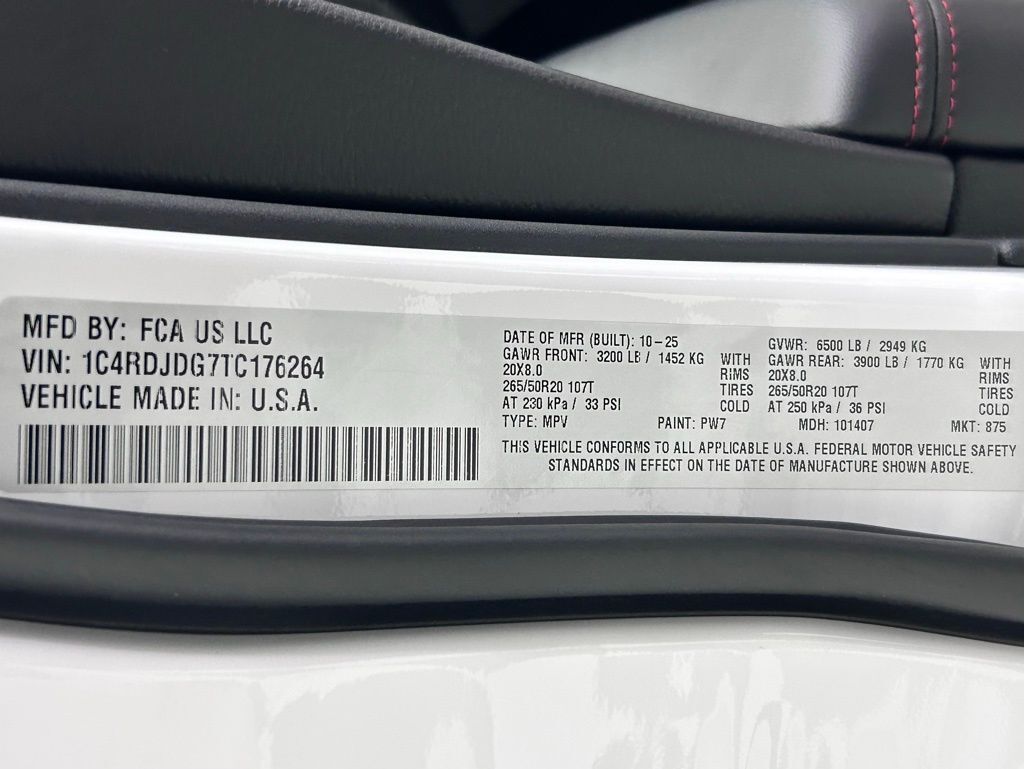 MFD BY: FCA US LLC
VIN: 1C4RDJDG7TC176264
VEHICLE MADE IN: U.S.A.
DATE OF MFR (BUILT): 10-25
GAWR FRONT: 3200 LB / 1452 KG WITH
20X8.0 RIMS
265/50R20 107T TIRES
AT 230 kPa / 33 PSI COLD
GVWR: 6500 LB / 2949 KG
GAWR REAR: 3900 LB / 1770 KG WITH
20X8.0 RIMS
265/50R20 107T TIRES
AT 250 kPa / 36 PSI COLD
TYPE: MPV PAINT: PW7 MDH: 101407 MKT: 875
THIS VEHICLE CONFORMS TO ALL APPLICABLE U.S.A. FEDERAL MOTOR VEHICLE SAFETY
STANDARDS IN EFFECT ON THE DATE OF MANUFACTURE SHOWN ABOVE.